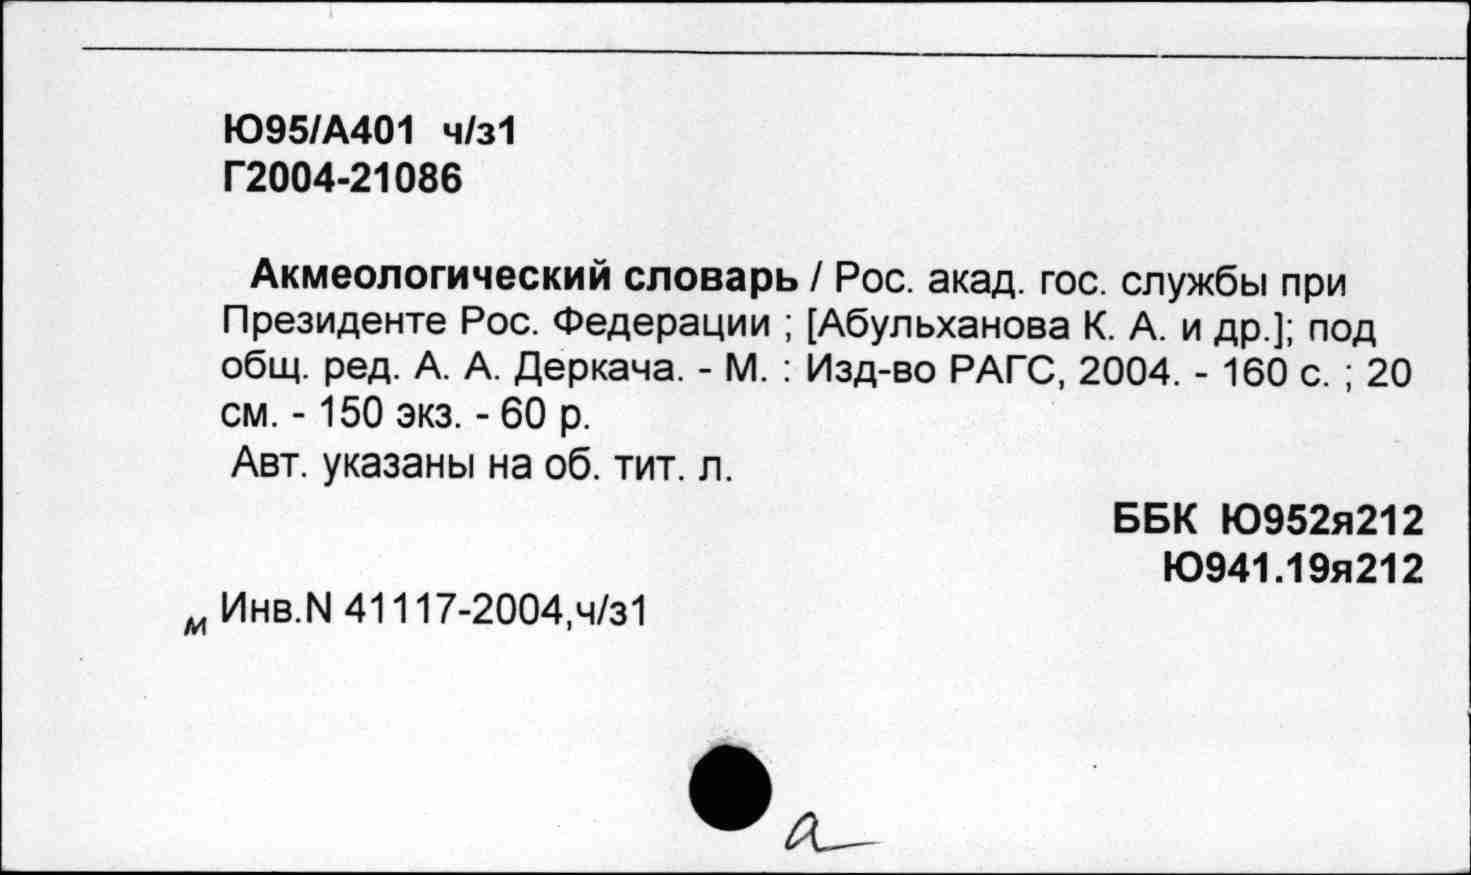 Ю95/А401 ч/з1
Г2004-21086
Акмеологический словарь / Рос. акад. гос. службы при
Президенте Рос. Федерации ; [Абульханова К. А. и др.]; под
общ. ред. А. А. Деркача. - М. : Изд-во РАГС, 2004. - 160 с. ; 20
см. - 150 экз. - 60 р.
Авт. указаны на об. тит. л.
ББК Ю952я212
Ю941.19я212
м Инв.N 41117-2004,ч/з1
а